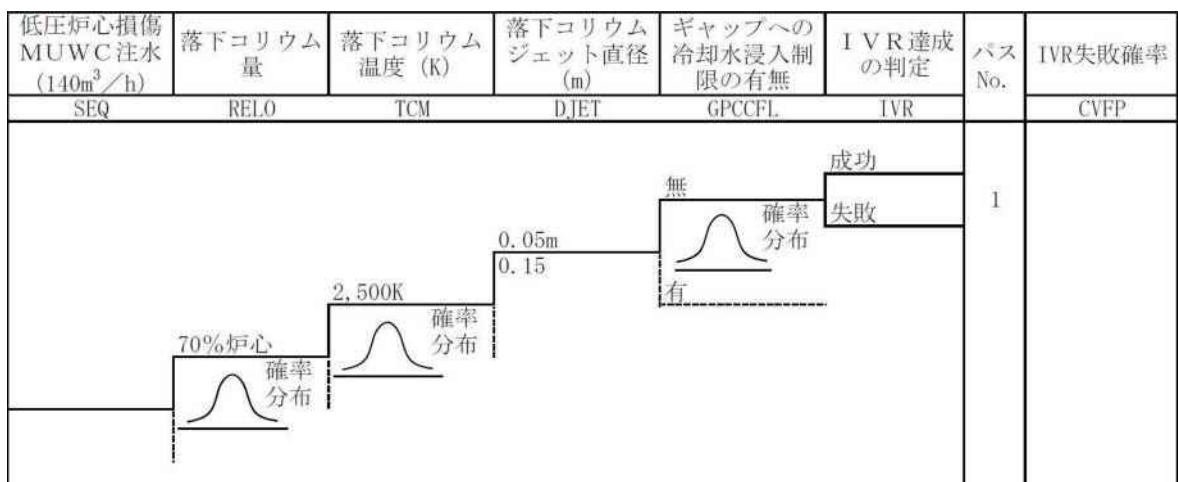 低圧炉心損傷
MUWC注水
(140m³/h)
落下コリウム
量
落下コリウム
温度 (K)
落下コリウム
ジェット直径
(m)
ギャップへの
冷却水浸入制
限の有無
IVR達成
の判定
パス
No.
IVR失敗確率
SEQ
RELO
TCM
DJET
GPCCFL
IVR
CVFP
成功
無
1
確率
分布
失敗
0.05m
0.15
有
2,500K
確率
分布
70%炉心
確率
分布